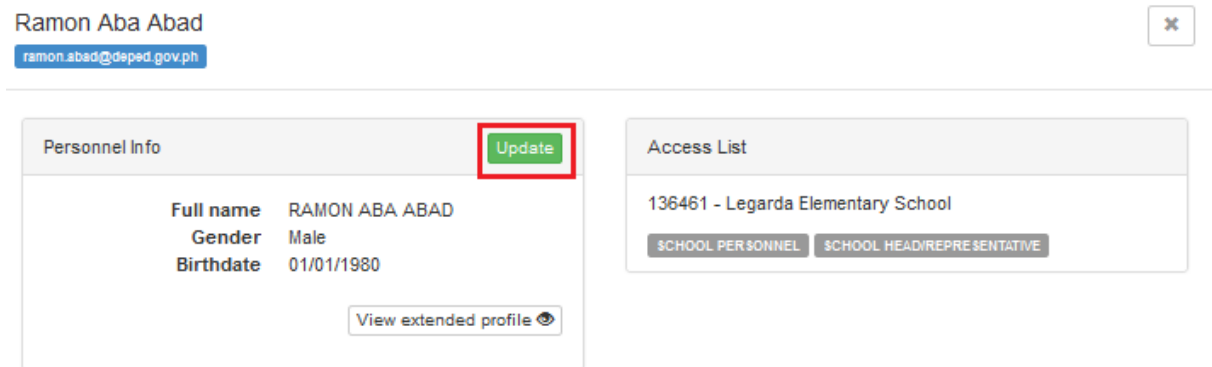 Ramon Aba Abad
✖
ramon.abad@deped.gov.ph
Personnel Info
Update
Full name RAMON ABA ABAD
Gender Male
Birthdate 01/01/1980
View extended profile
Access List
136461 - Legarda Elementary School
SCHOOL PERSONNEL SCHOOL HEAD/REPRESENTATIVE